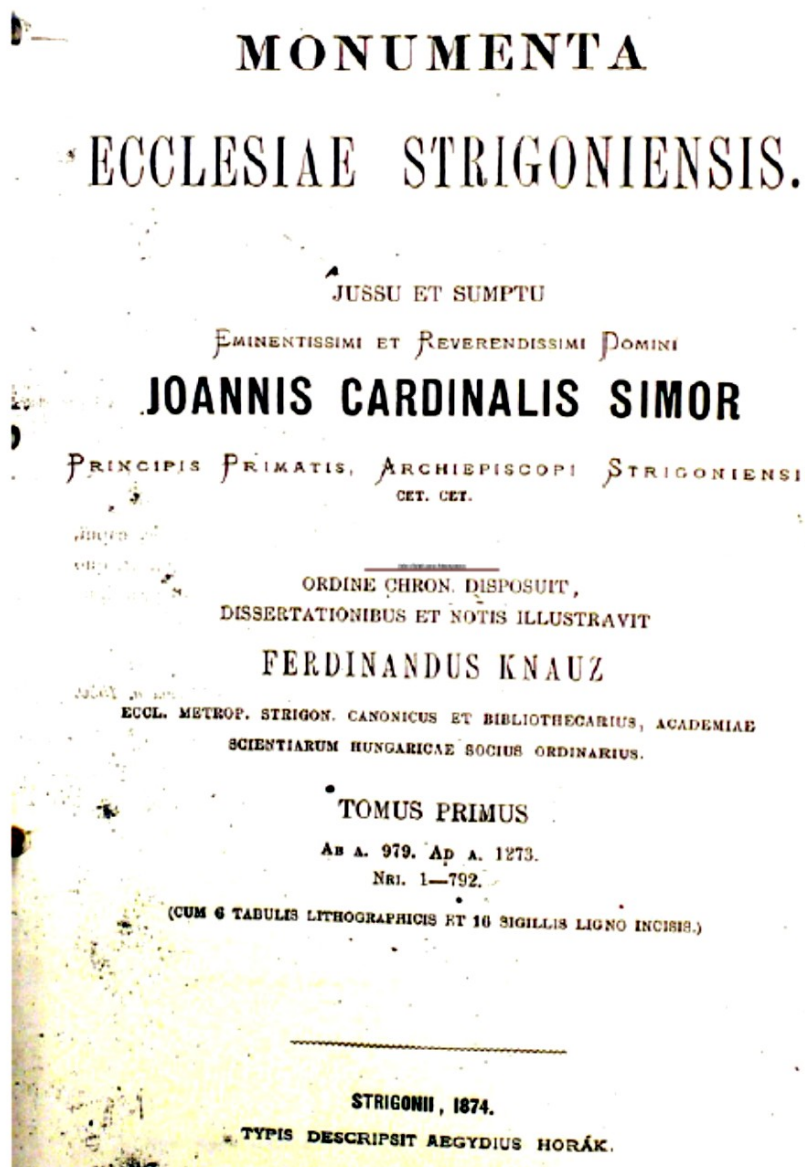 MONUMENTA
ECCLESIAE STRIGONIENSIS.
JUSSU ET SUMPTU
EMINENTISSIMI ET REVERENDISSIMI DOMINI
JOANNIS CARDINALIS SIMOR
PRINCIPIS PRIMATIS, ARCHIEPISCOPI STRIGONIENSI
CET. CET.
ORDINE CHRON. DISPOSUIT,
DISSERTATIONIBUS ET NOTIS ILLUSTRAVIT
FERDINANDUS KNAUZ
ECCL. METROP. STRIGON. CANONICUS ET BIBLIOTHECARIUS, ACADEMIAE
SCIENTIARUM HUNGARICAE SOCIUS ORDINARIUS.
TOMUS PRIMUS
AB A. 979. AD A. 1273.
NRI. 1—792.
(CUM 6 TABULIS LITHOGRAPHICIS ET 16 SIGILLIS LIGNO INCISIS.)
STRIGONII, 1874.
TYPIS DESCRIPSIT AEGYDIUS HORÁK.